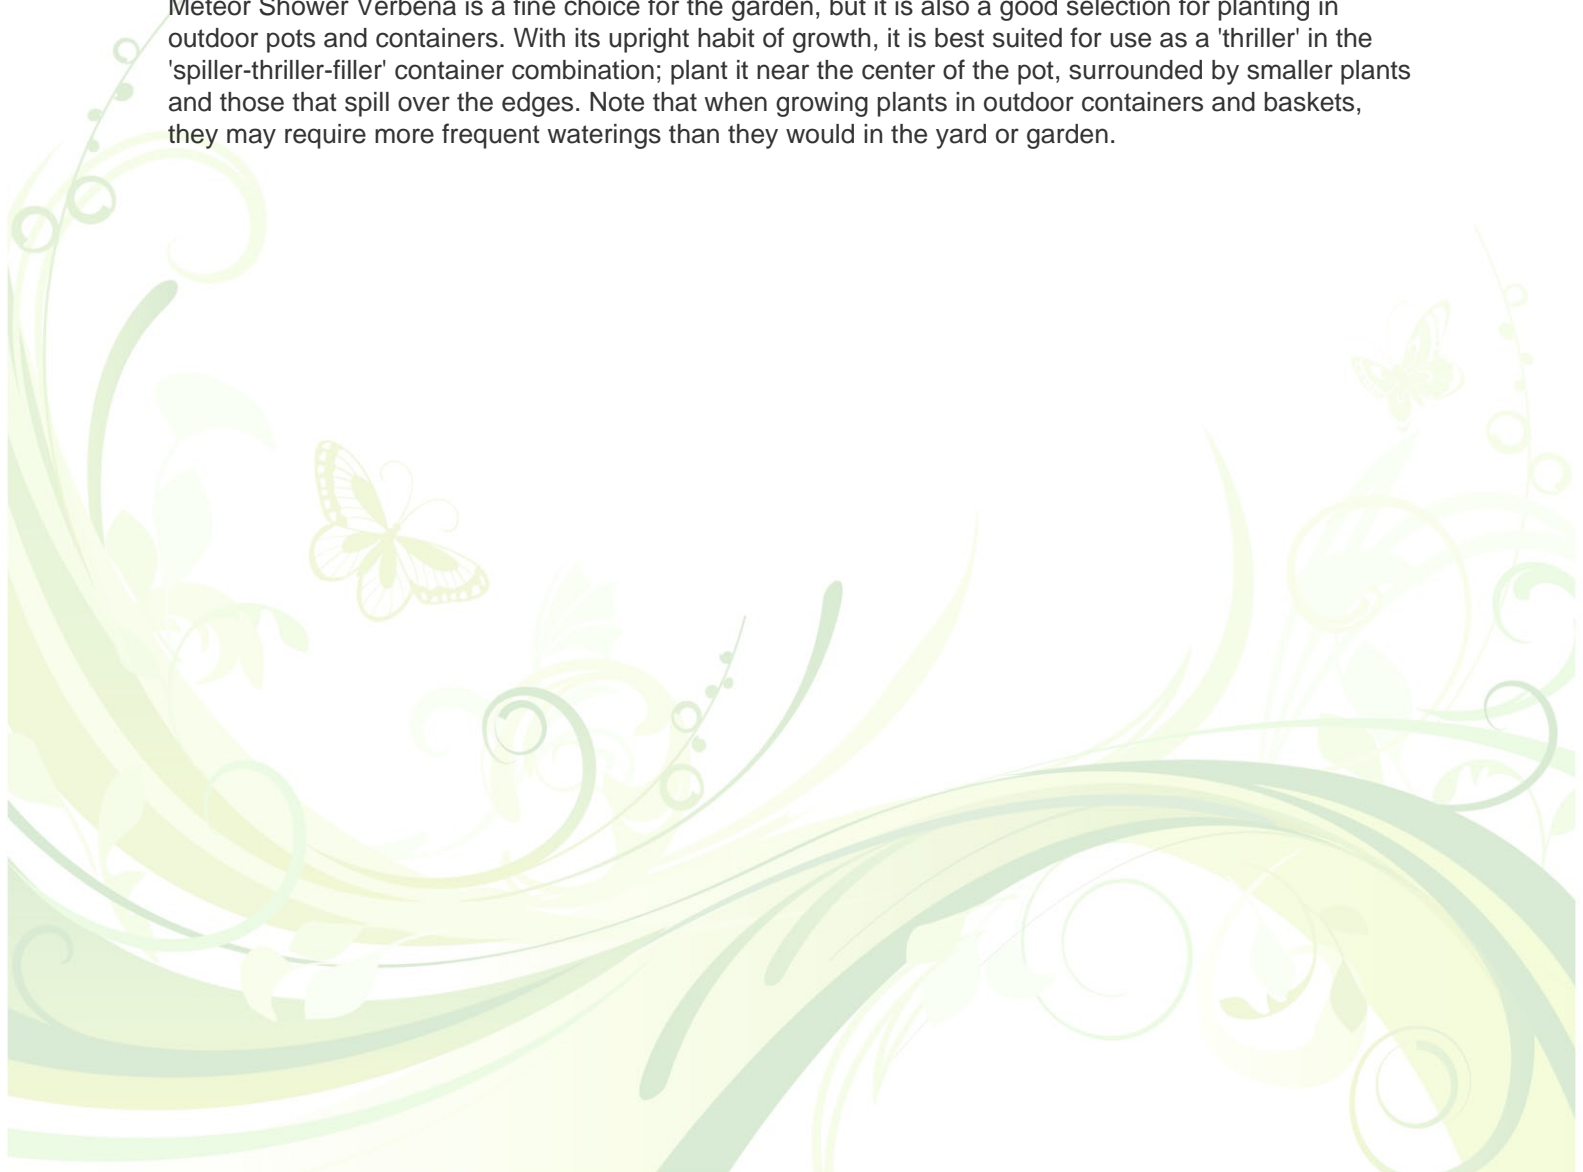 Meteor Shower Verbena is a fine choice for the garden, but it is also a good selection for planting in
outdoor pots and containers. With its upright habit of growth, it is best suited for use as a 'thriller' in the
'spiller-thriller-filler' container combination; plant it near the center of the pot, surrounded by smaller plants
and those that spill over the edges. Note that when growing plants in outdoor containers and baskets,
they may require more frequent waterings than they would in the yard or garden.